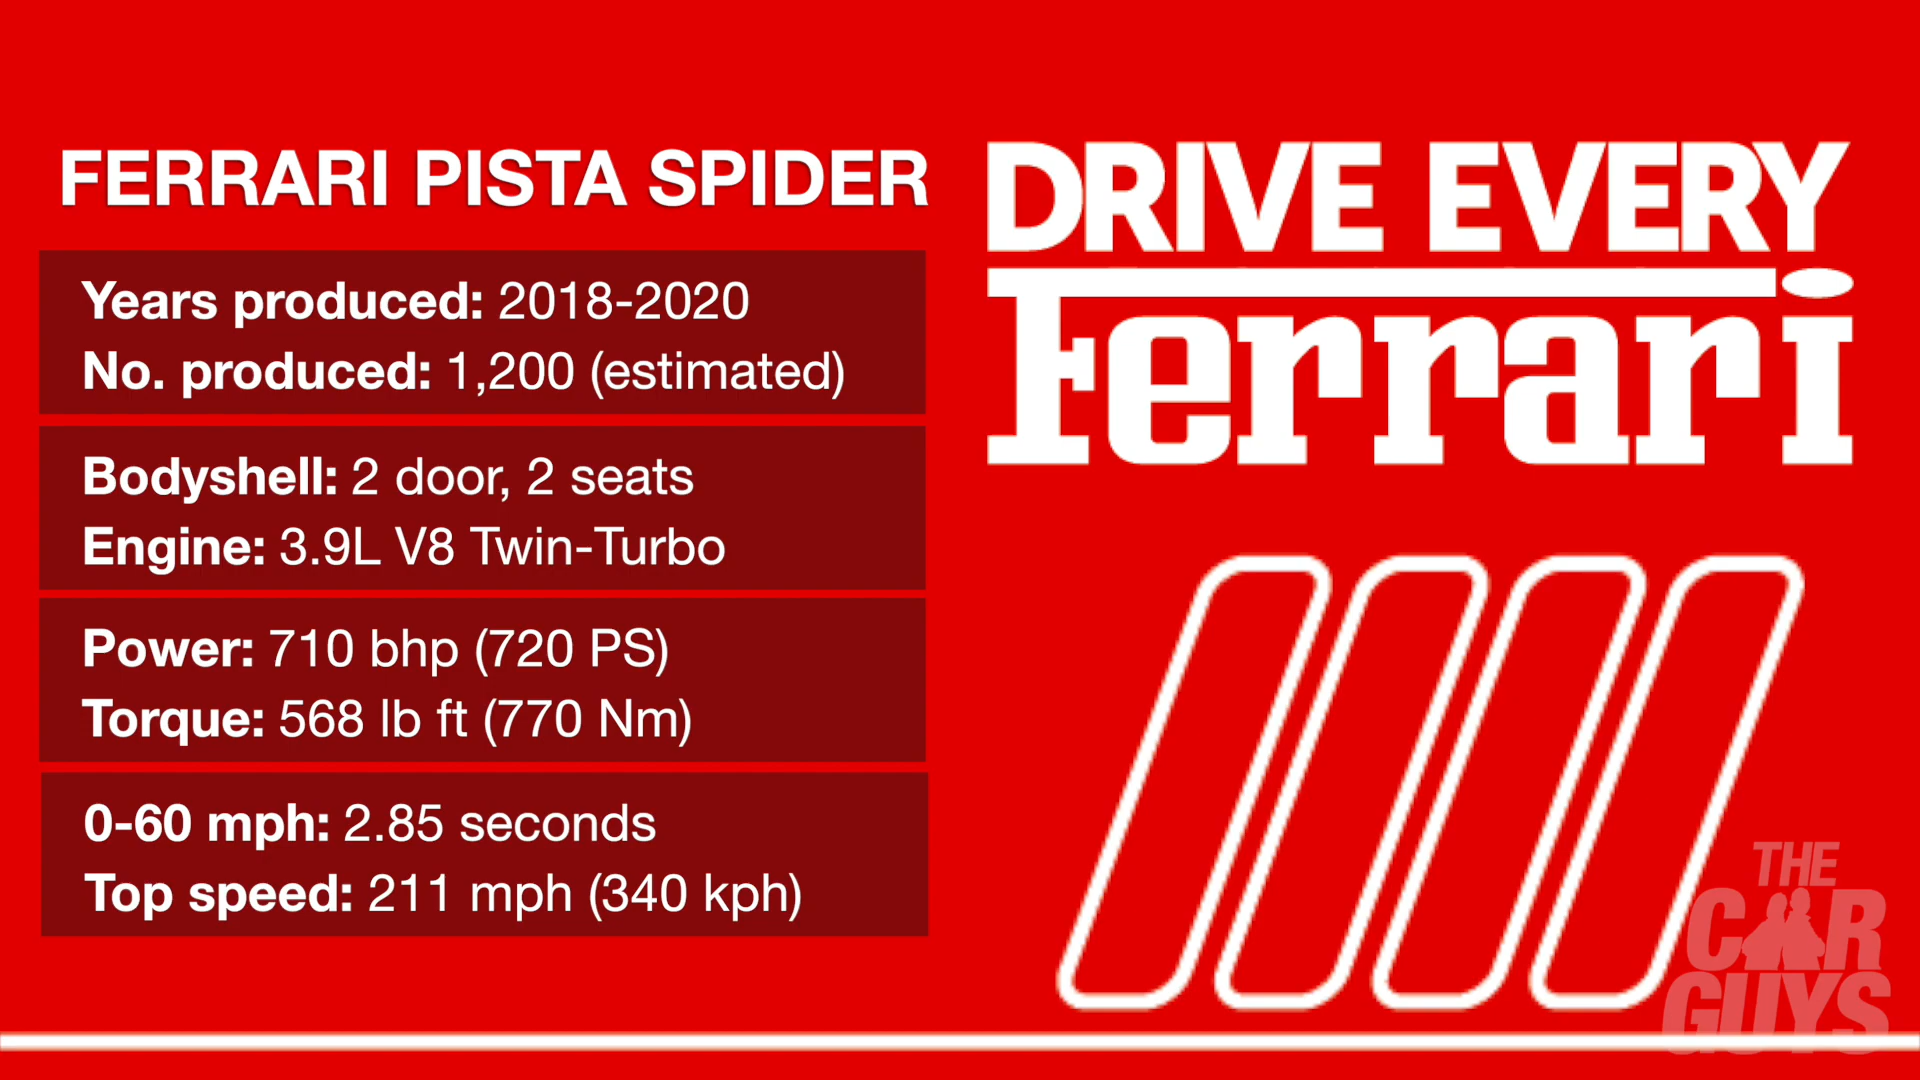 FERRARI PISTA SPIDER
Years produced: 2018-2020
No. produced: 1,200 (estimated)
Bodyshell: 2 door, 2 seats
Engine: 3.9L V8 Twin-Turbo
Power: 710 bhp (720 PS)
Torque: 568 lb ft (770 Nm)
0-60 mph: 2.85 seconds
Top speed: 211 mph (340 kph)
DRIVE EVERY
Ferrari
THE
CAR
GUYS